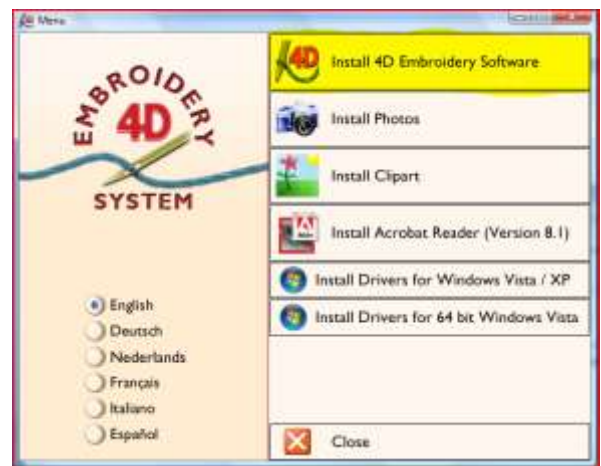 Menu
EMBROIDERY
4D
SYSTEM
English
Deutsch
Nederlands
Français
Italiano
Español
4D
Install 4D Embroidery Software
Install Photos
Install Clipart
Install Acrobat Reader (Version 8.1)
Install Drivers for Windows Vista / XP
Install Drivers for 64 bit Windows Vista
Close